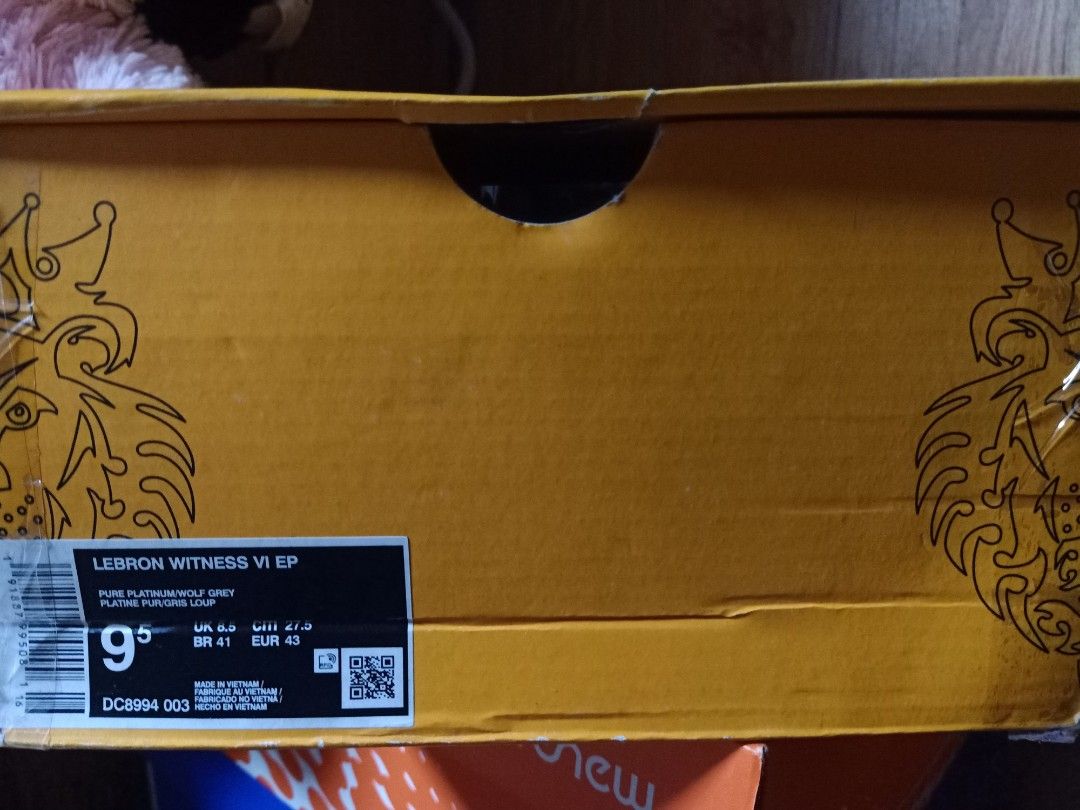 LEBRON WITNESS VI EP
PURE PLATINUM/WOLF GREY
PLATINE PUR/GRIS LOUP
9⁵
UK 8.5 cm 27.5
BR 41 EUR 43
DC8994 003
MADE IN VIETNAM /
FABRIQUE AU VIETNAM /
FABRICADO NO VIETNÃ /
HECHO EN VIETNAM